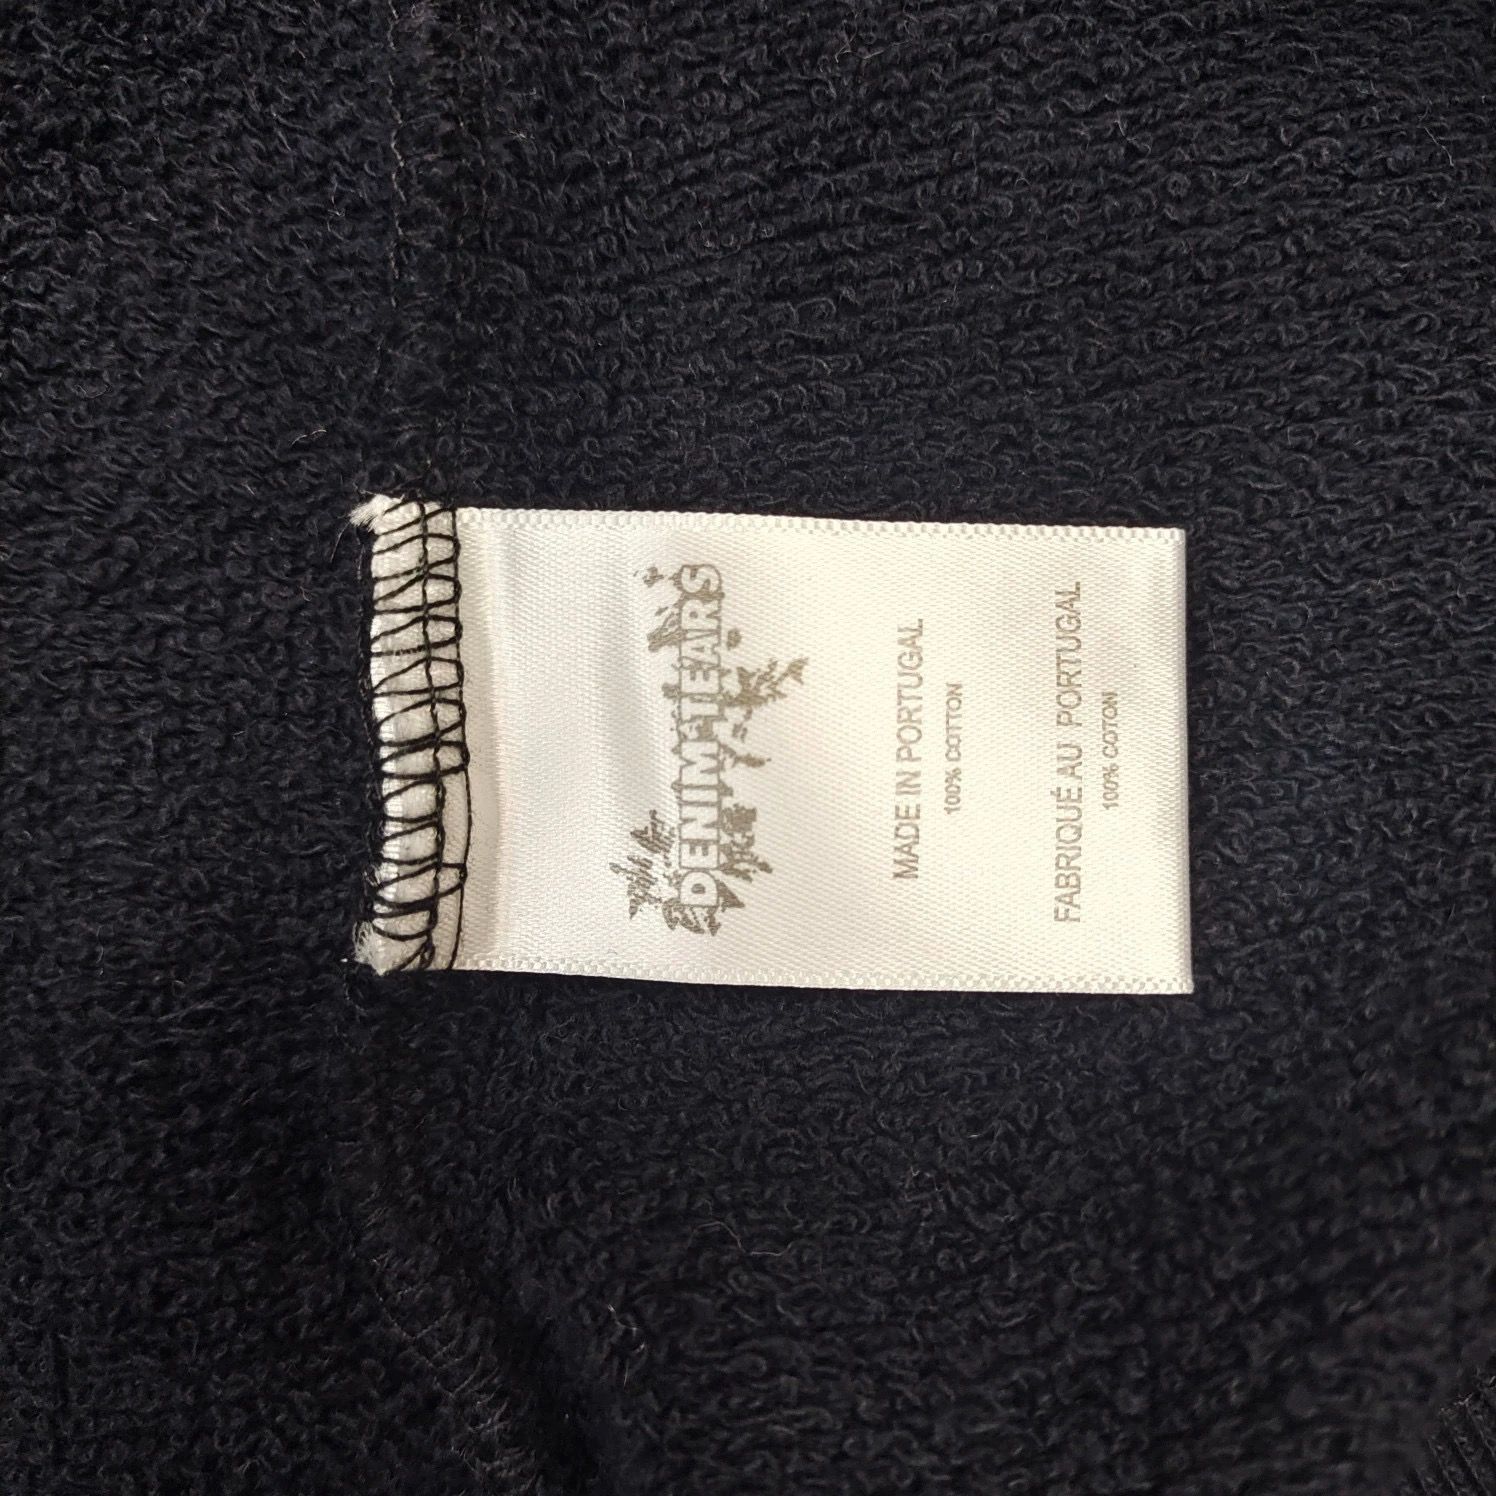 DENIM TEARS
MADE IN PORTUGAL
100% COTTON
FABRIQUÉ AU PORTUGAL
100% COTON